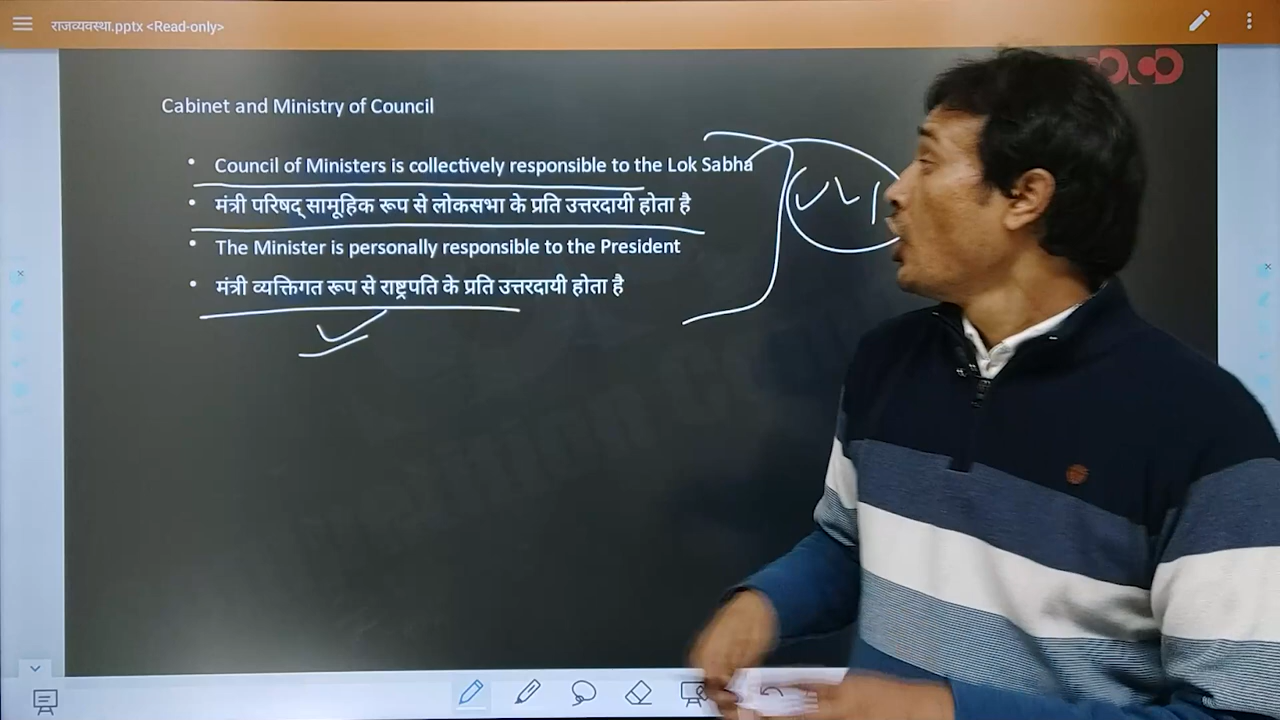 राजव्यवस्था.pptx <Read-only>
Cabinet and Ministry of Council
• Council of Ministers is collectively responsible to the Lok Sabha
• मंत्री परिषद् सामूहिक रूप से लोकसभा के प्रति उत्तरदायी होता है
• The Minister is personally responsible to the President
• मंत्री व्यक्तिगत रूप से राष्ट्रपति के प्रति उत्तरदायी होता है